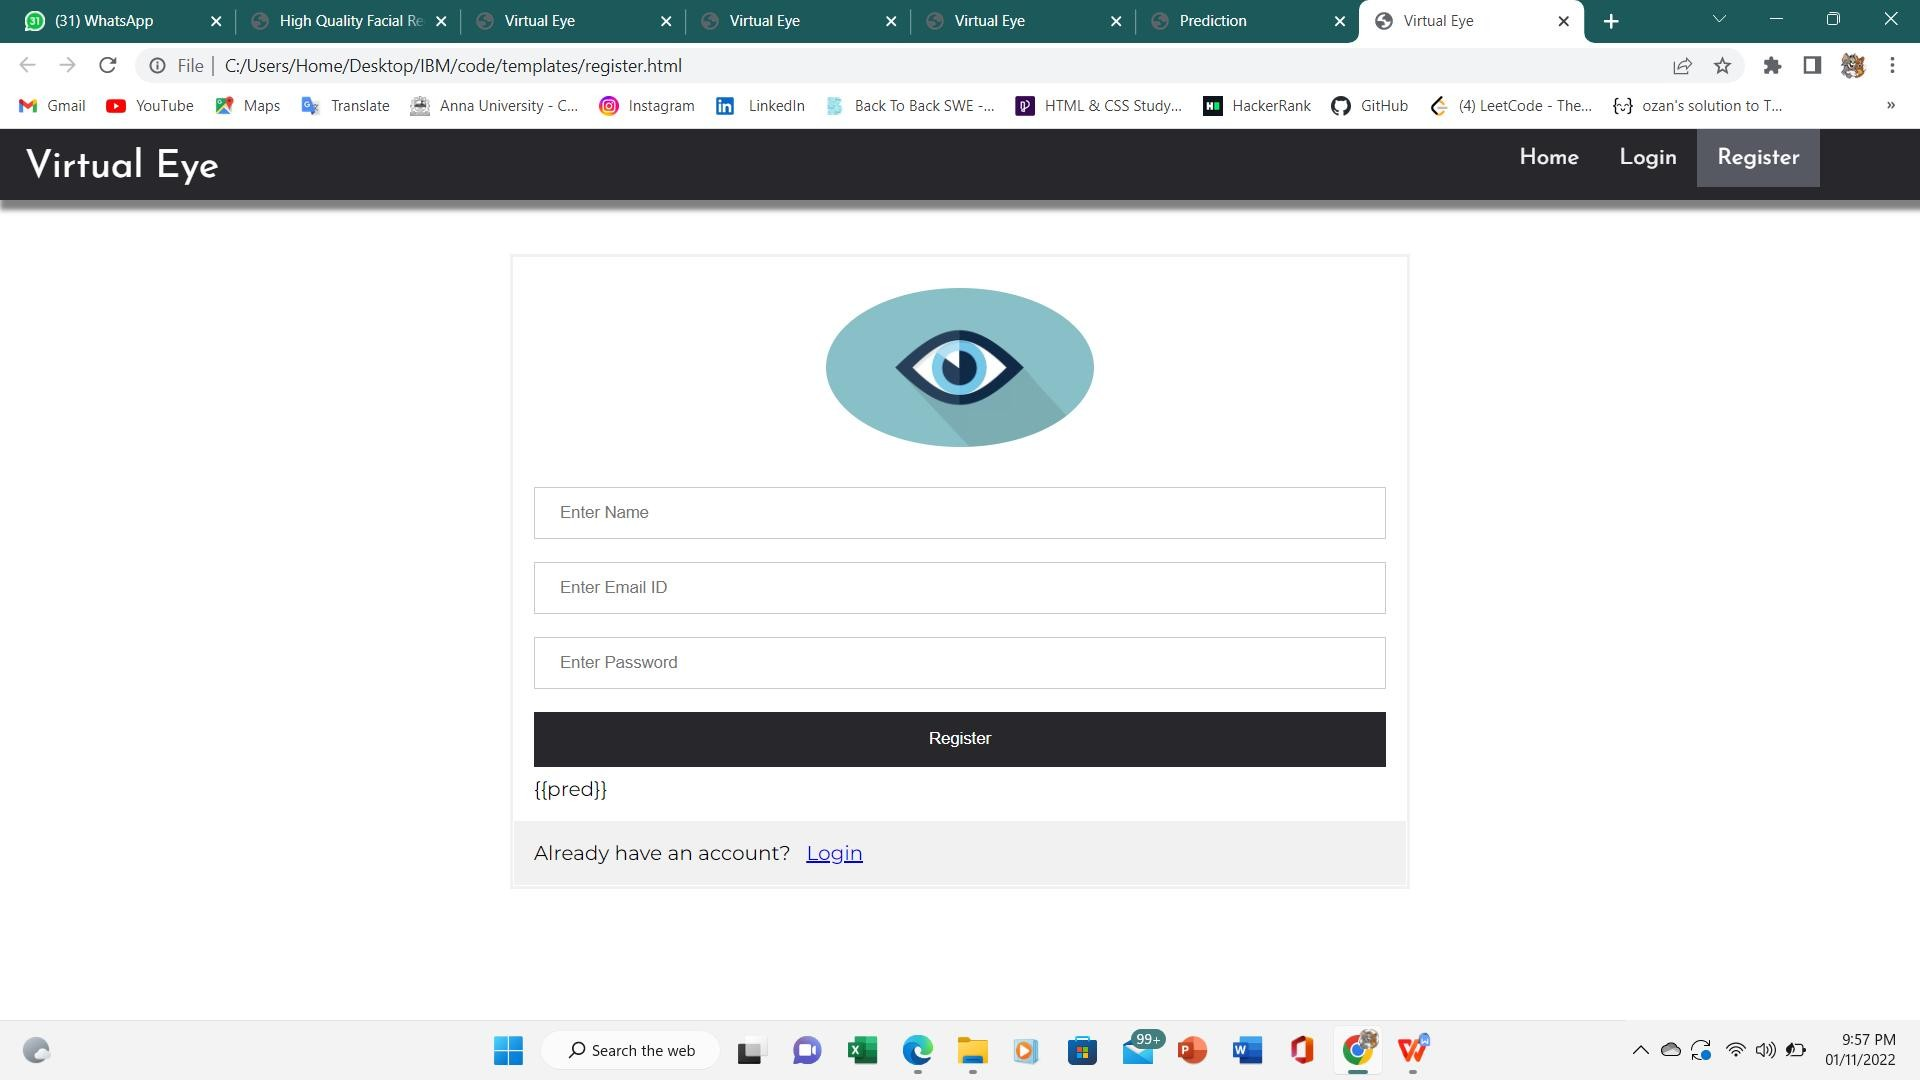 31 (31) WhatsApp
High Quality Facial Re
Virtual Eye
Virtual Eye
Virtual Eye
Prediction
Virtual Eye
File | C:/Users/Home/Desktop/IBM/code/templates/register.html
Gmail
YouTube
Maps
Translate
Anna University - C...
Instagram
LinkedIn
Back To Back SWE -...
HTML & CSS Study...
HackerRank
GitHub
(4) LeetCode - The...
ozan's solution to T...
»
Virtual Eye
Home
Login
Register
Enter Name
Enter Email ID
Enter Password
Register
{{pred}}
Already have an account? Login
Search the web
99+
9:57 PM
01/11/2022